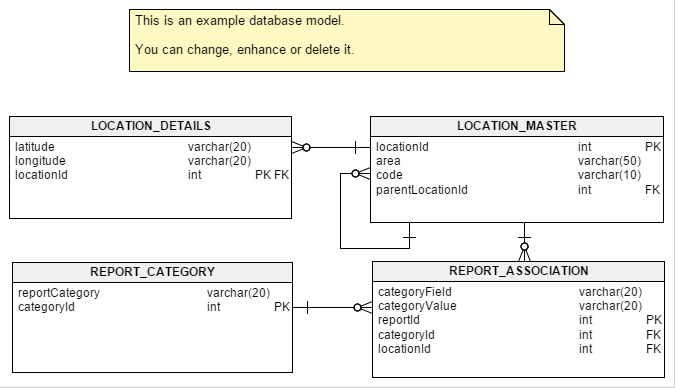 This is an example database model.
You can change, enhance or delete it.
LOCATION_DETAILS
latitude varchar(20)
longitude varchar(20)
locationId int PK FK
LOCATION_MASTER
locationId int PK
area varchar(50)
code varchar(10)
parentLocationId int FK
REPORT_CATEGORY
reportCategory varchar(20)
categoryId int PK
REPORT_ASSOCIATION
categoryField varchar(20)
categoryValue varchar(20)
reportId int PK
categoryId int FK
locationId int FK